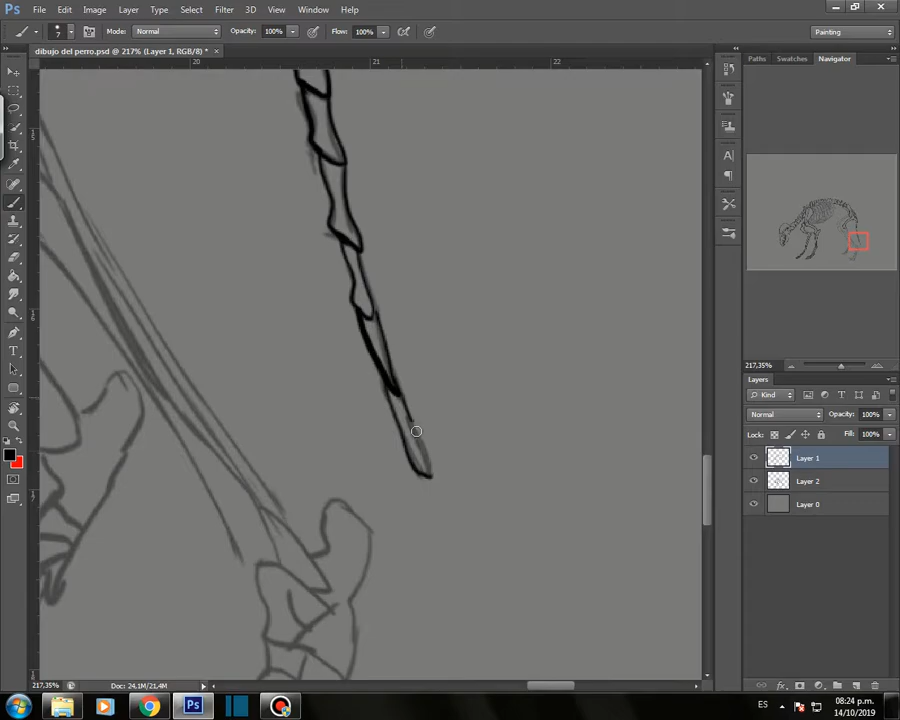 Ps File Edit Image Layer Type Select Filter 3D View Window Help
7 Mode: Normal Opacity: 100% Flow: 100% Painting
dibujo del perro.psd @ 217% (Layer 1, RGB/8) * ×
Paths Swatches Navigator
20 21 22
217,35%
Layers
Kind
Normal Opacity: 100%
Lock: Fill: 100%
Layer 1
Layer 2
Layer 0
217,35% Doc: 24,1M/21,4M
Ps ES 08:24 p.m.
14/10/2019